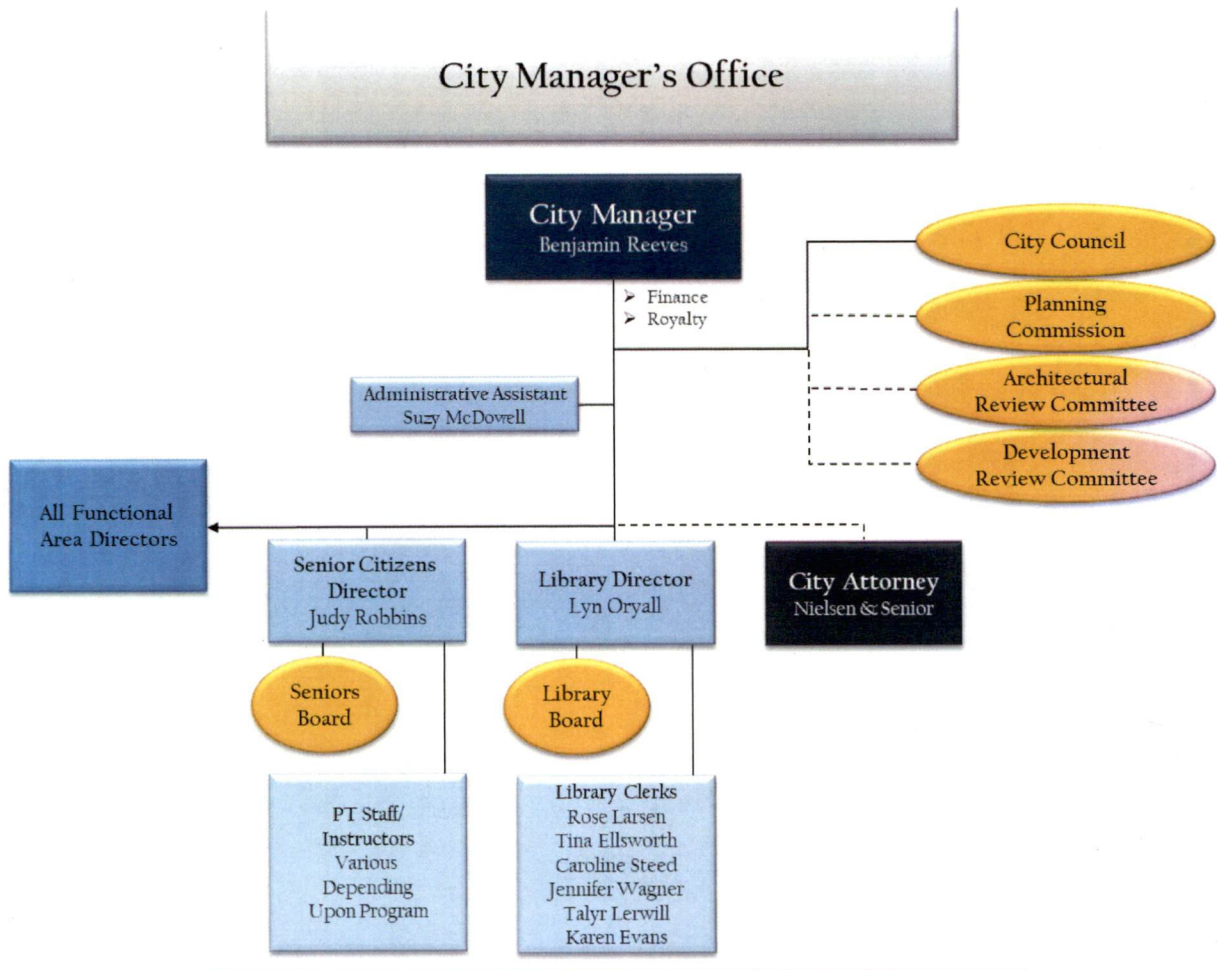 City Manager's Office
City Manager
Benjamin Reeves
➢ Finance
➢ Royalty
City Council
Planning
Commission
Architectural
Review Committee
Development
Review Committee
Administrative Assistant
Suzy McDowell
All Functional
Area Directors
Senior Citizens
Director
Judy Robbins
Library Director
Lyn Oryall
City Attorney
Nielsen & Senior
Seniors
Board
Library
Board
PT Staff/
Instructors
Various
Depending
Upon Program
Library Clerks
Rose Larsen
Tina Ellsworth
Caroline Steed
Jennifer Wagner
Talyr Lerwill
Karen Evans